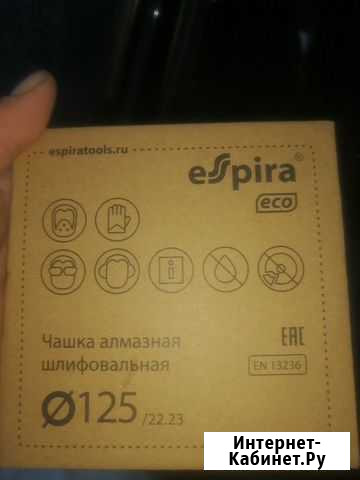 espiratools.ru
eSpira®
eco
Чашка алмазная
шлифовальная
EAC
EN 13236
Ø125/22.23
Интернет-
Кабинет.Ру